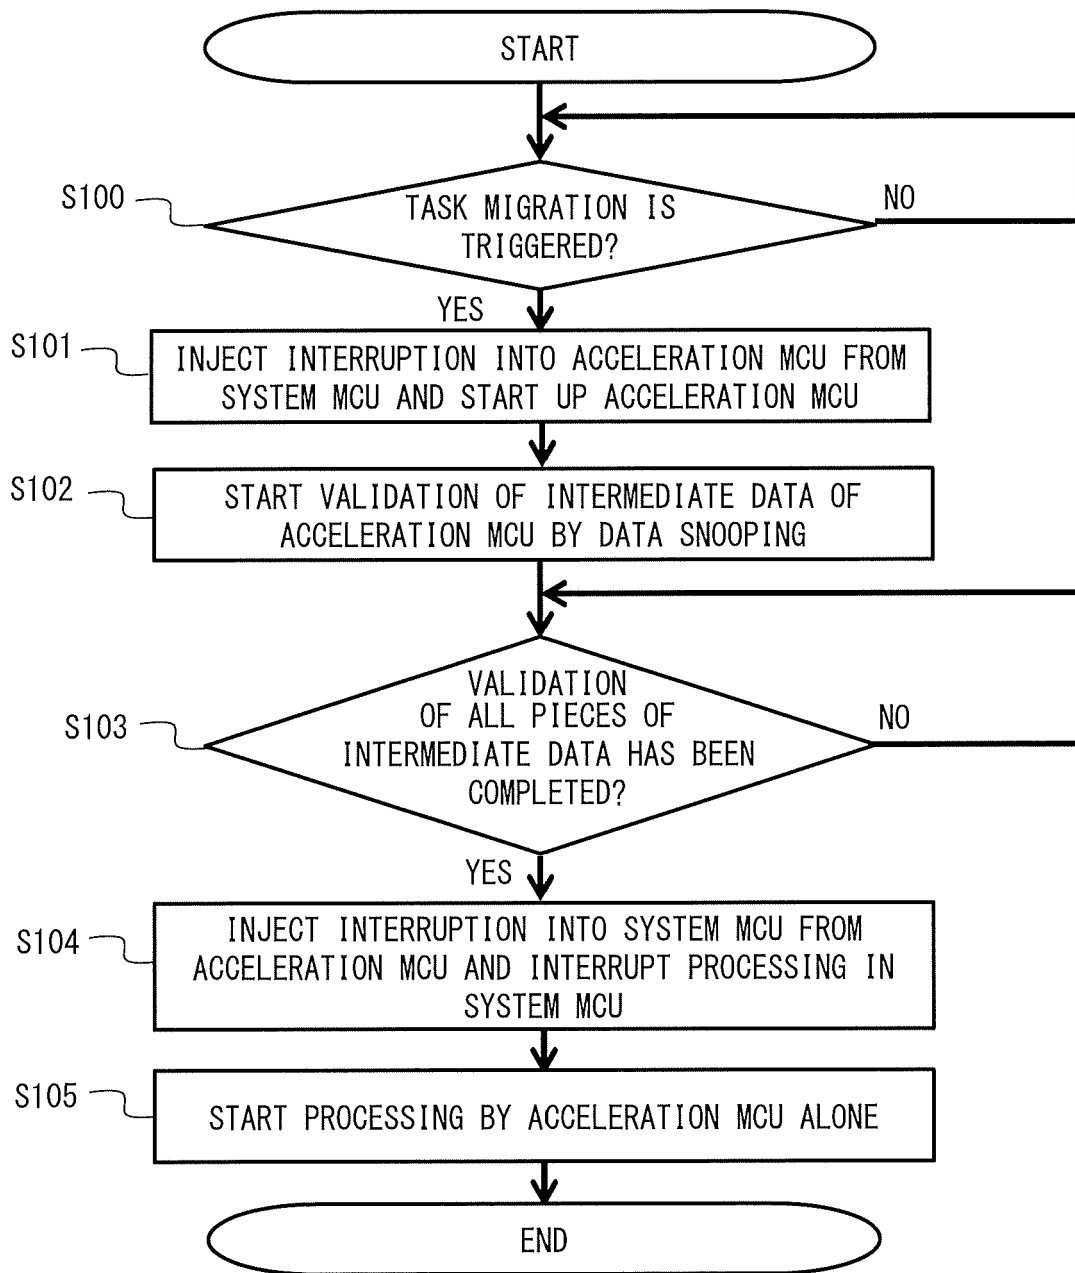 START
S100
TASK MIGRATION IS
TRIGGERED?
NO
YES
S101
INJECT INTERRUPTION INTO ACCELERATION MCU FROM
SYSTEM MCU AND START UP ACCELERATION MCU
S102
START VALIDATION OF INTERMEDIATE DATA OF
ACCELERATION MCU BY DATA SNOOPING
S103
VALIDATION
OF ALL PIECES OF
INTERMEDIATE DATA HAS BEEN
COMPLETED?
NO
YES
S104
INJECT INTERRUPTION INTO SYSTEM MCU FROM
ACCELERATION MCU AND INTERRUPT PROCESSING IN
SYSTEM MCU
S105
START PROCESSING BY ACCELERATION MCU ALONE
END